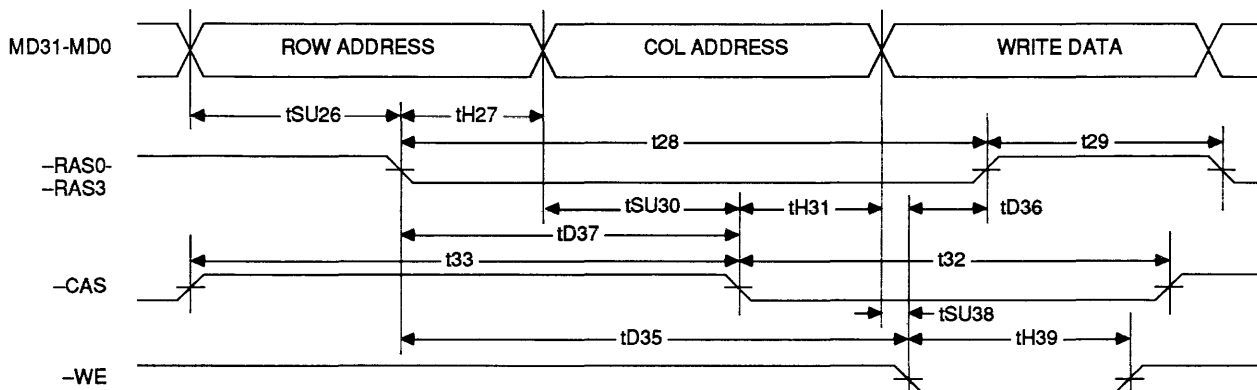 MD31-MD0 ROW ADDRESS COL ADDRESS WRITE DATA
tSU26 tH27
t28 t29
–RAS0-
–RAS3
tSU30 tH31 tD36
tD37
t33 t32
–CAS
tSU38
tD35 tH39
–WE